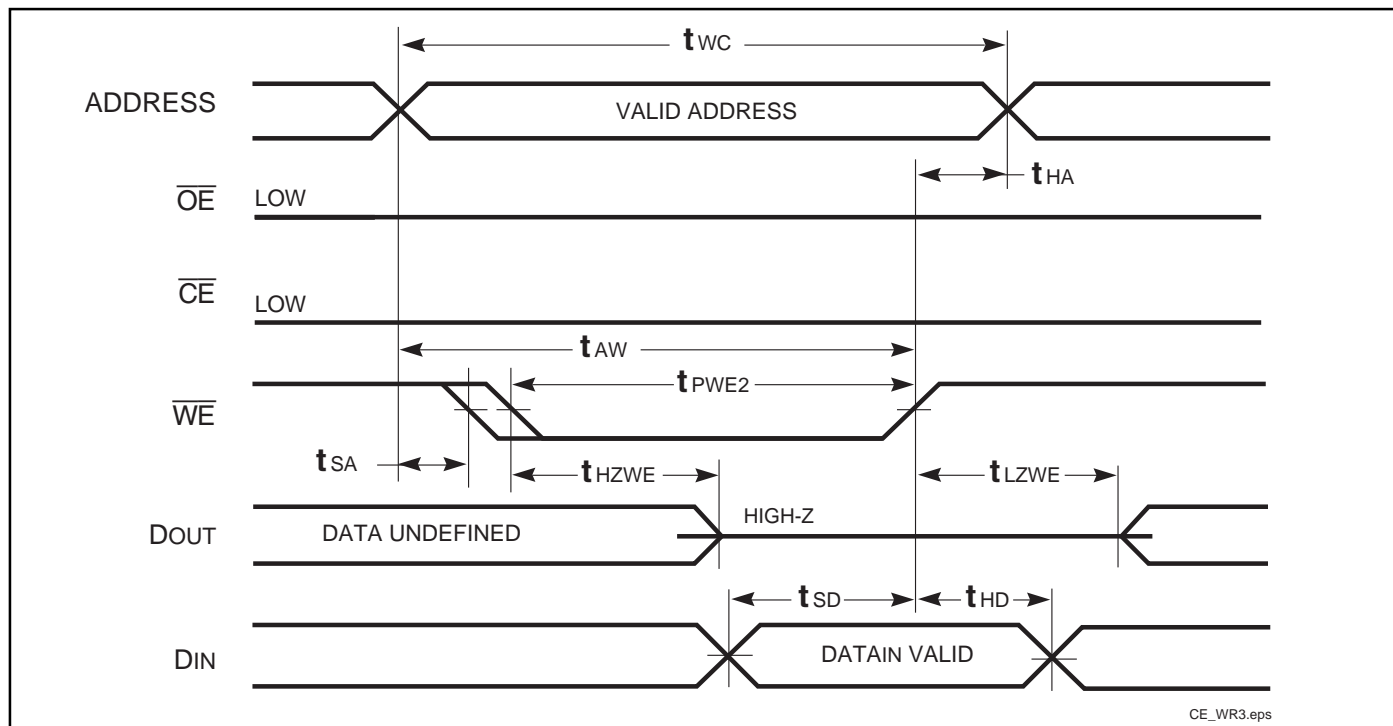 tWC
ADDRESS
VALID ADDRESS
tHA
OE
LOW
CE
LOW
tAW
tPWE2
WE
tSA
tHZWE
tLZWE
DOUT
DATA UNDEFINED
HIGH-Z
tSD
tHD
DIN
DATAIN VALID
CE_WR3.eps